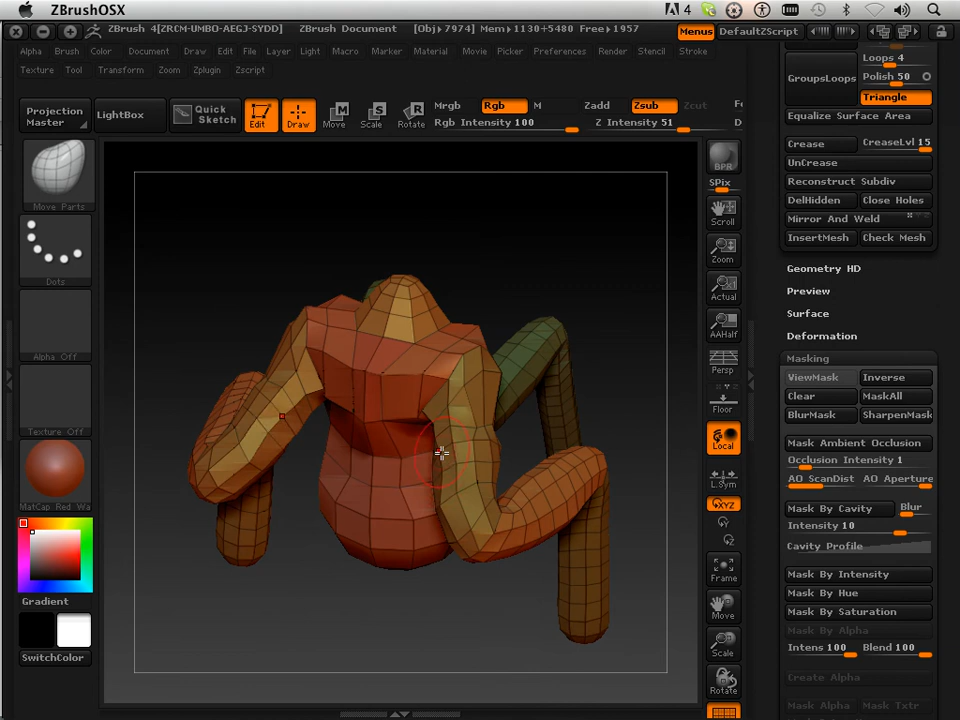 ZBrushOSX
4
ZBrush 4[ZRCM-UMBO-AEGJ-SYDD]
ZBrush Document
[Obj▸7974] Mem▸1130+5480 Free▸1957
Menus
DefaultZScript
Alpha Brush Color Document Draw Edit File Layer Light Macro Marker Material Movie Picker Preferences Render Stencil Stroke
Texture Tool Transform Zoom Zplugin Zscript
Projection Master
LightBox
Quick Sketch
Edit
Draw
Move
Scale
Rotate
Mrgb
Rgb
M
Zadd
Zsub
Zcut
Rgb Intensity 100
Z Intensity 51
Move Parts
Dots
Alpha Off
Texture Off
MatCap Red Wa
Gradient
SwitchColor
BPR
SPix
Scroll
Zoom
Actual
AAHalf
Persp
Floor
Local
L.Sym
XYZ
Frame
Move
Scale
Rotate
Loops 4
GroupsLoops
Polish 50
Triangle
Equalize Surface Area
Crease
CreaseLvl 15
UnCrease
Reconstruct Subdiv
DelHidden
Close Holes
Mirror And Weld
InsertMesh
Check Mesh
Geometry HD
Preview
Surface
Deformation
Masking
ViewMask
Inverse
Clear
MaskAll
BlurMask
SharpenMask
Mask Ambient Occlusion
Occlusion Intensity 1
AO ScanDist
AO Aperture
Mask By Cavity
Blur
Intensity 10
Cavity Profile
Mask By Intensity
Mask By Hue
Mask By Saturation
Mask By Alpha
Intens 100
Blend 100
Create Alpha
Mask Alpha
Mask Txtr